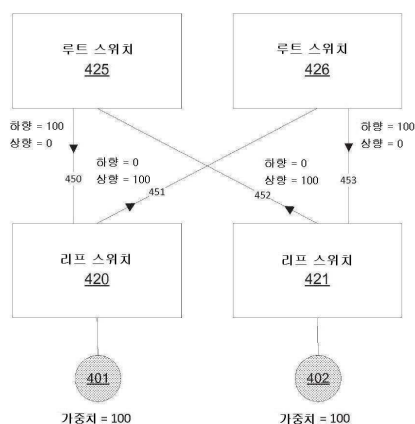 루트 스위치
425
루트 스위치
426
하향 = 100
상향 = 0
450
하향 = 0
상향 = 100
451
하향 = 0
상향 = 100
452
하향 = 100
상향 = 0
453
리프 스위치
420
리프 스위치
421
401
402
가중치 = 100
가중치 = 100